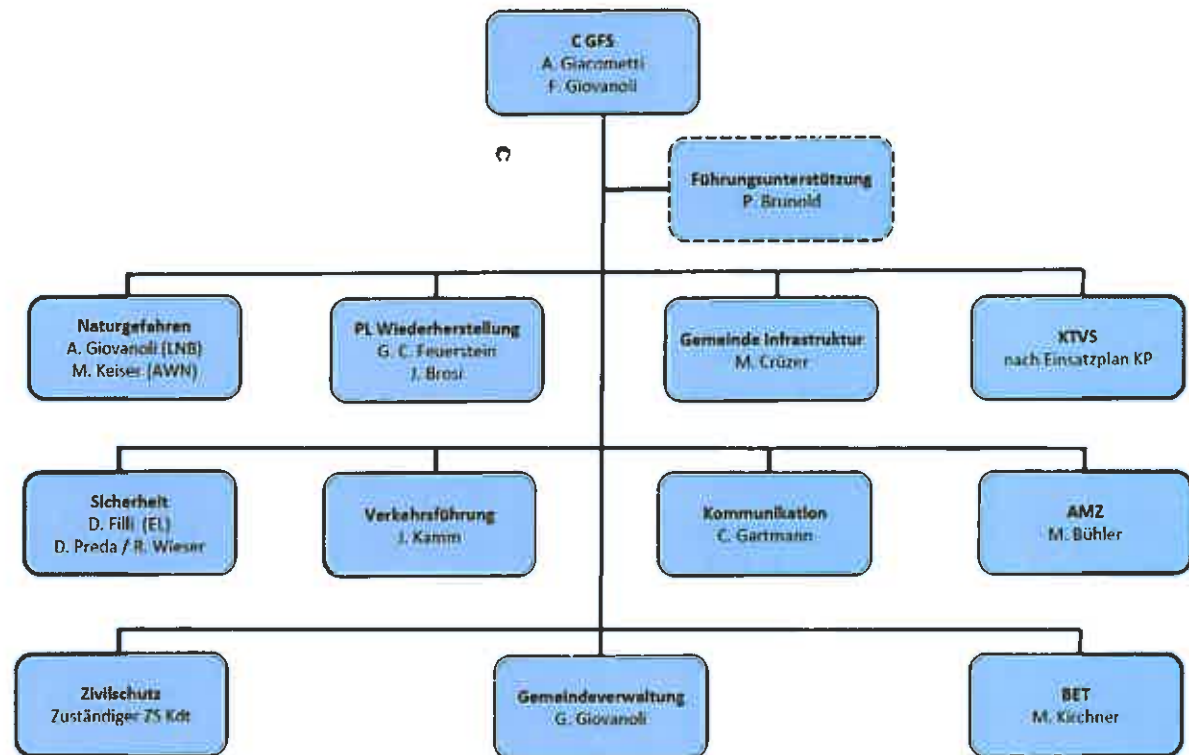 C GFS
A. Giacometti
F. Giovanoli
Führungsunterstützung
P. Brunold
Naturgefahren
A. Giovanoli (LNB)
M. Keiser (AWN)
PL Wiederherstellung
G. C. Feuerstein
J. Brosi
Gemeinde Infrastruktur
M. Crüzer
KTVS
nach Einsatzplan KP
Sicherheit
D. Filli (EL)
D. Preda / R. Wieser
Verkehrsführung
J. Kamm
Kommunikation
C. Gartmann
AMZ
M. Bühler
Zivilschutz
Zuständiger ZS Kdt
Gemeindeverwaltung
G. Giovanoli
BET
M. Kirchner